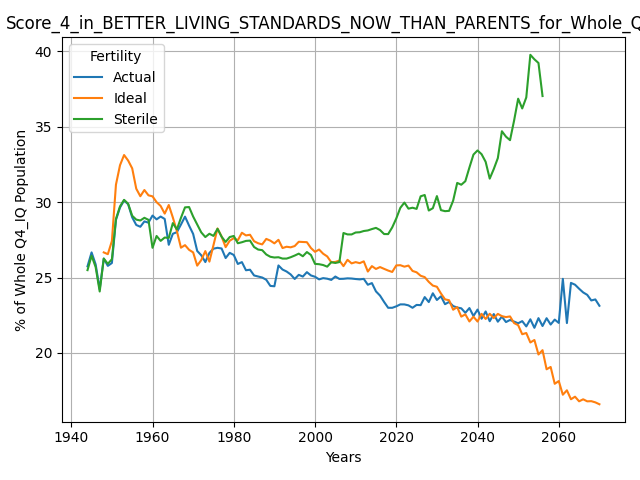 Score_4_in_BETTER_LIVING_STANDARDS_NOW_THAN_PARENTS_for_Whole_Q
Fertility
Actual
Ideal
Sterile
% of Whole Q4_IQ Population
40
35
30
25
20
1940
1960
1980
2000
2020
2040
2060
Years